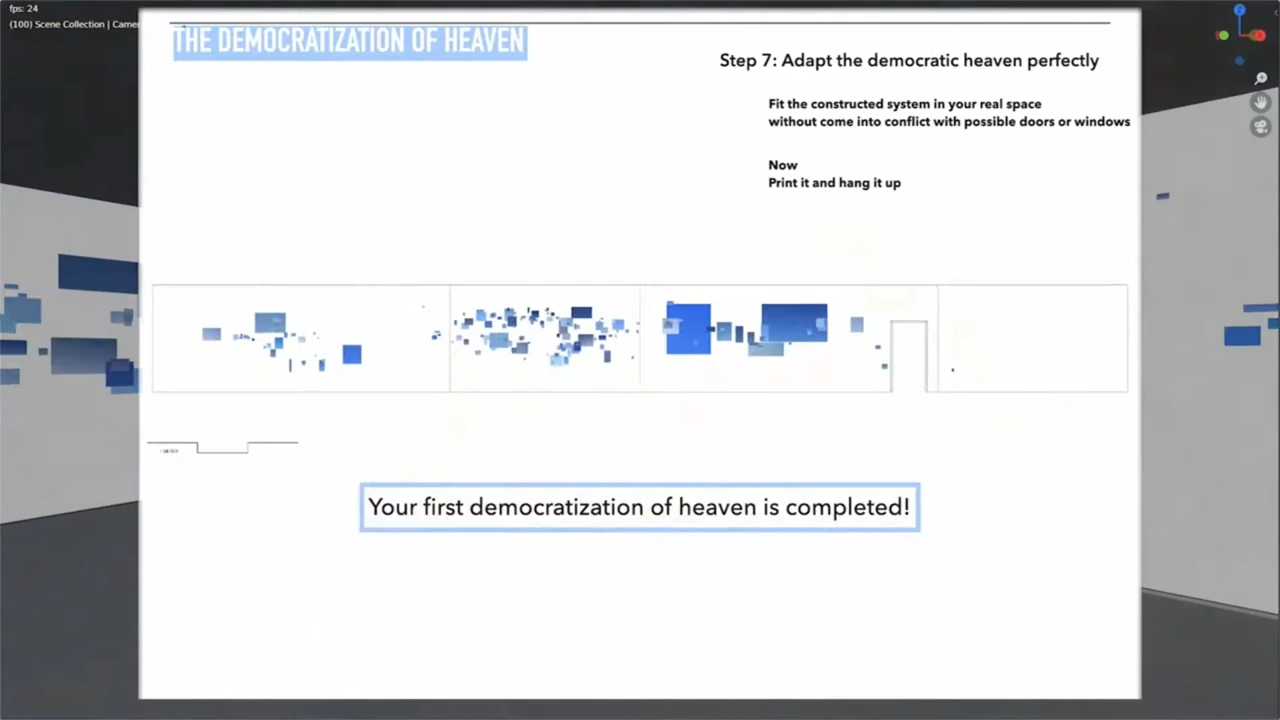 fps: 24
(100) Scene Collection | Camer
THE DEMOCRATIZATION OF HEAVEN
Step 7: Adapt the democratic heaven perfectly
Fit the constructed system in your real space
without come into conflict with possible doors or windows
Now
Print it and hang it up
Your first democratization of heaven is completed!
Z